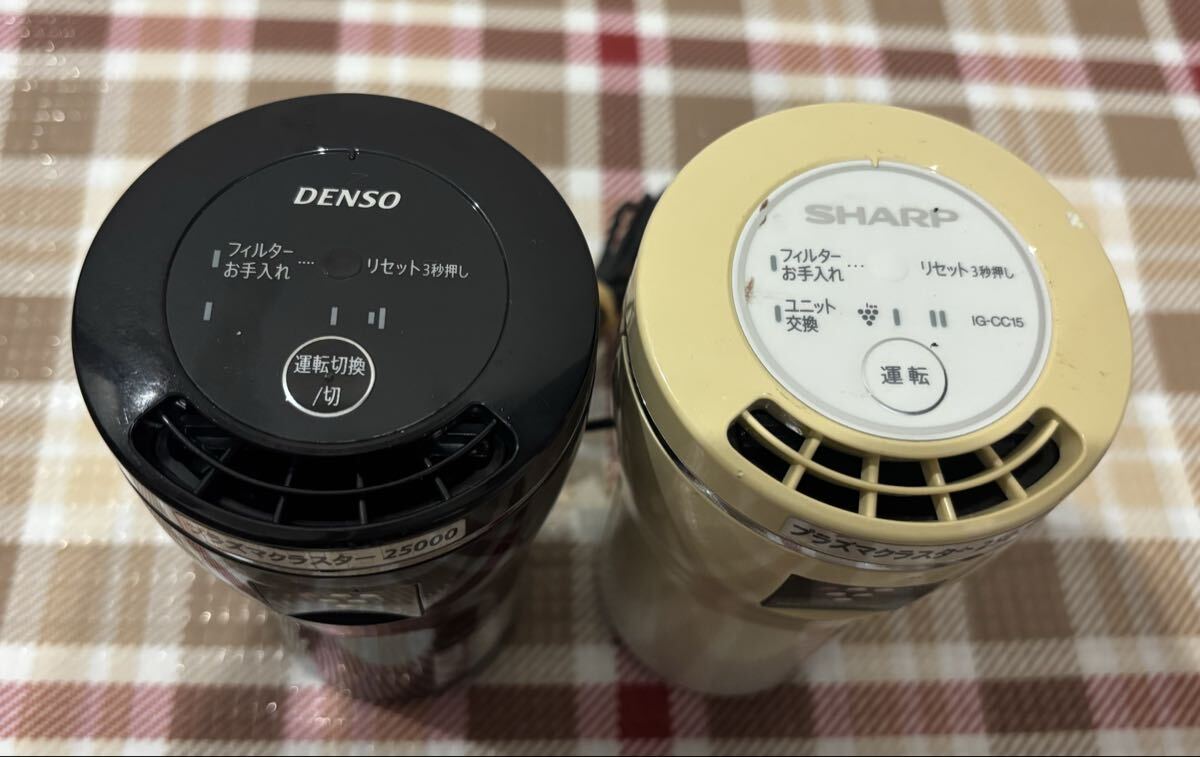 DENSO
フィルター
お手入れ
リセット3秒押し
運転切換
/切
プラズマクラスター 25000
SHARP
フィルター
お手入れ
リセット3秒押し
ユニット
交換
IG-CC15
運転
プラズマクラスター